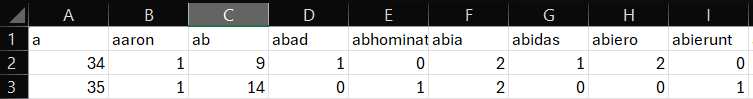 A B C D E F G H I
1 a aaron ab abad abhominat abia abidas abiero abierunt
2 34 1 9 1 0 2 1 2 0
3 35 1 14 0 1 2 0 0 1